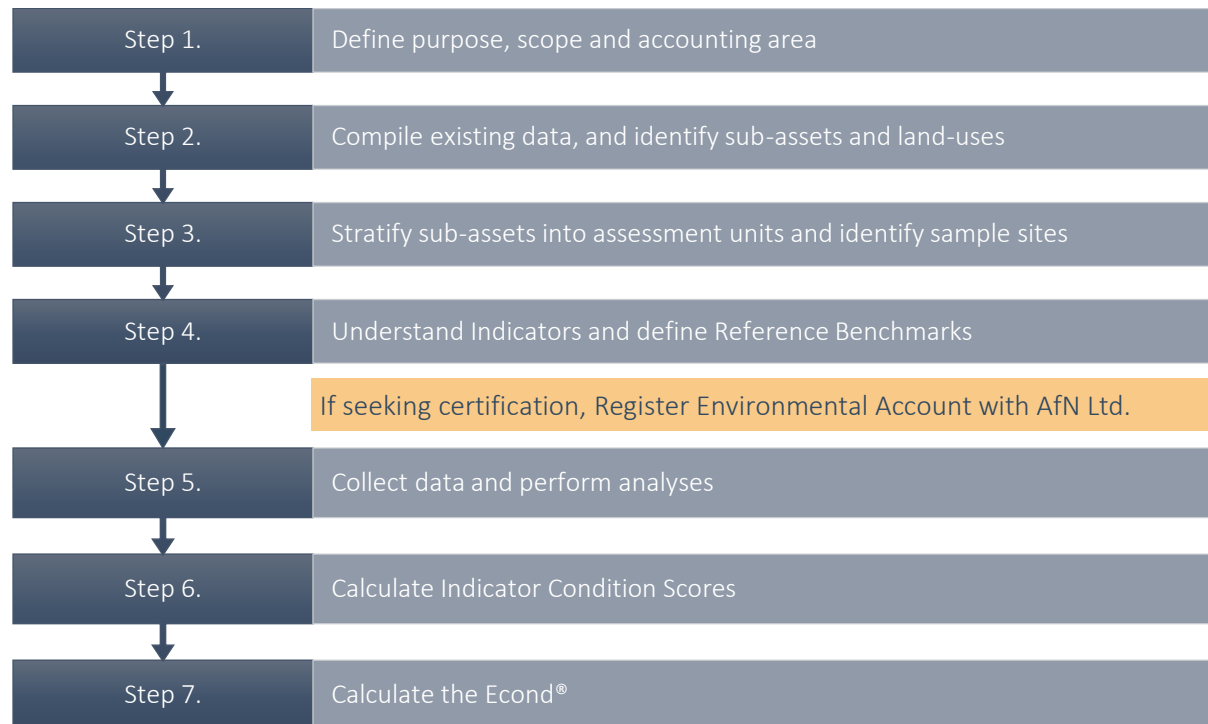 Step 1.
Define purpose, scope and accounting area
Step 2.
Compile existing data, and identify sub-assets and land-uses
Step 3.
Stratify sub-assets into assessment units and identify sample sites
Step 4.
Understand Indicators and define Reference Benchmarks
If seeking certification, Register Environmental Account with AfN Ltd.
Step 5.
Collect data and perform analyses
Step 6.
Calculate Indicator Condition Scores
Step 7.
Calculate the Econd®